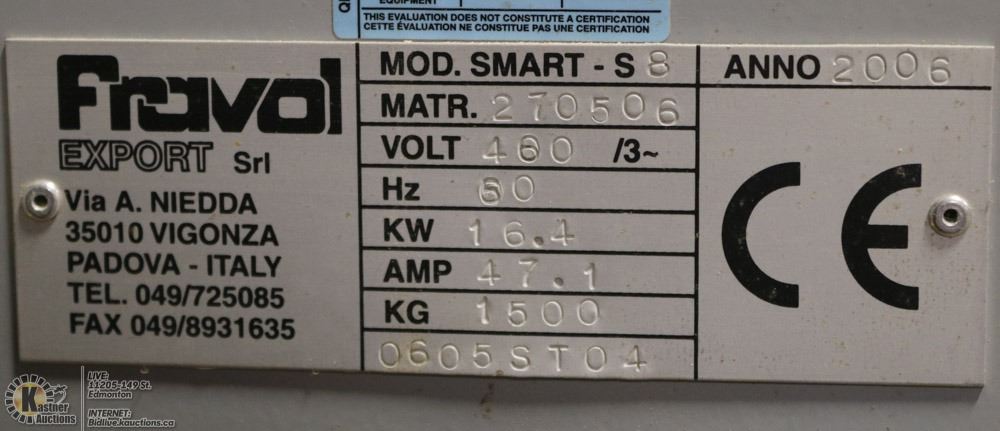 EQUIPMENT
THIS EVALUATION DOES NOT CONSTITUTE A CERTIFICATION
CETTE ÉVALUATION NE CONSTITUE PAS UNE CERTIFICATION
Fravol
EXPORT Srl
Via A. NIEDDA
35010 VIGONZA
PADOVA - ITALY
TEL. 049/725085
FAX 049/8931635
MOD. SMART - S 8
MATR. 270506
VOLT 460 /3~
Hz 60
KW 16.4
AMP 47.1
KG 1500
0605ST04
ANNO 2006
CE
Kastner
Auctions
LIVE:
11205-149 St.
Edmonton
INTERNET:
Bidlive.kauctions.ca